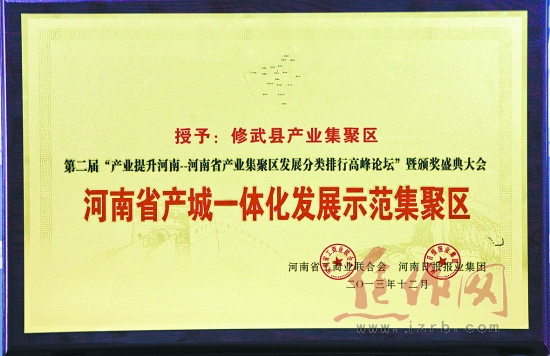 授予：修武县产业集聚区
第二届“产业提升河南--河南省产业集聚区发展分类排行高峰论坛”暨颁奖盛典大会
河南省产城一体化发展示范集聚区
河南省工商业联合会 河南日报报业集团
二〇一三年十二月
焦作网
www.jzrb.com